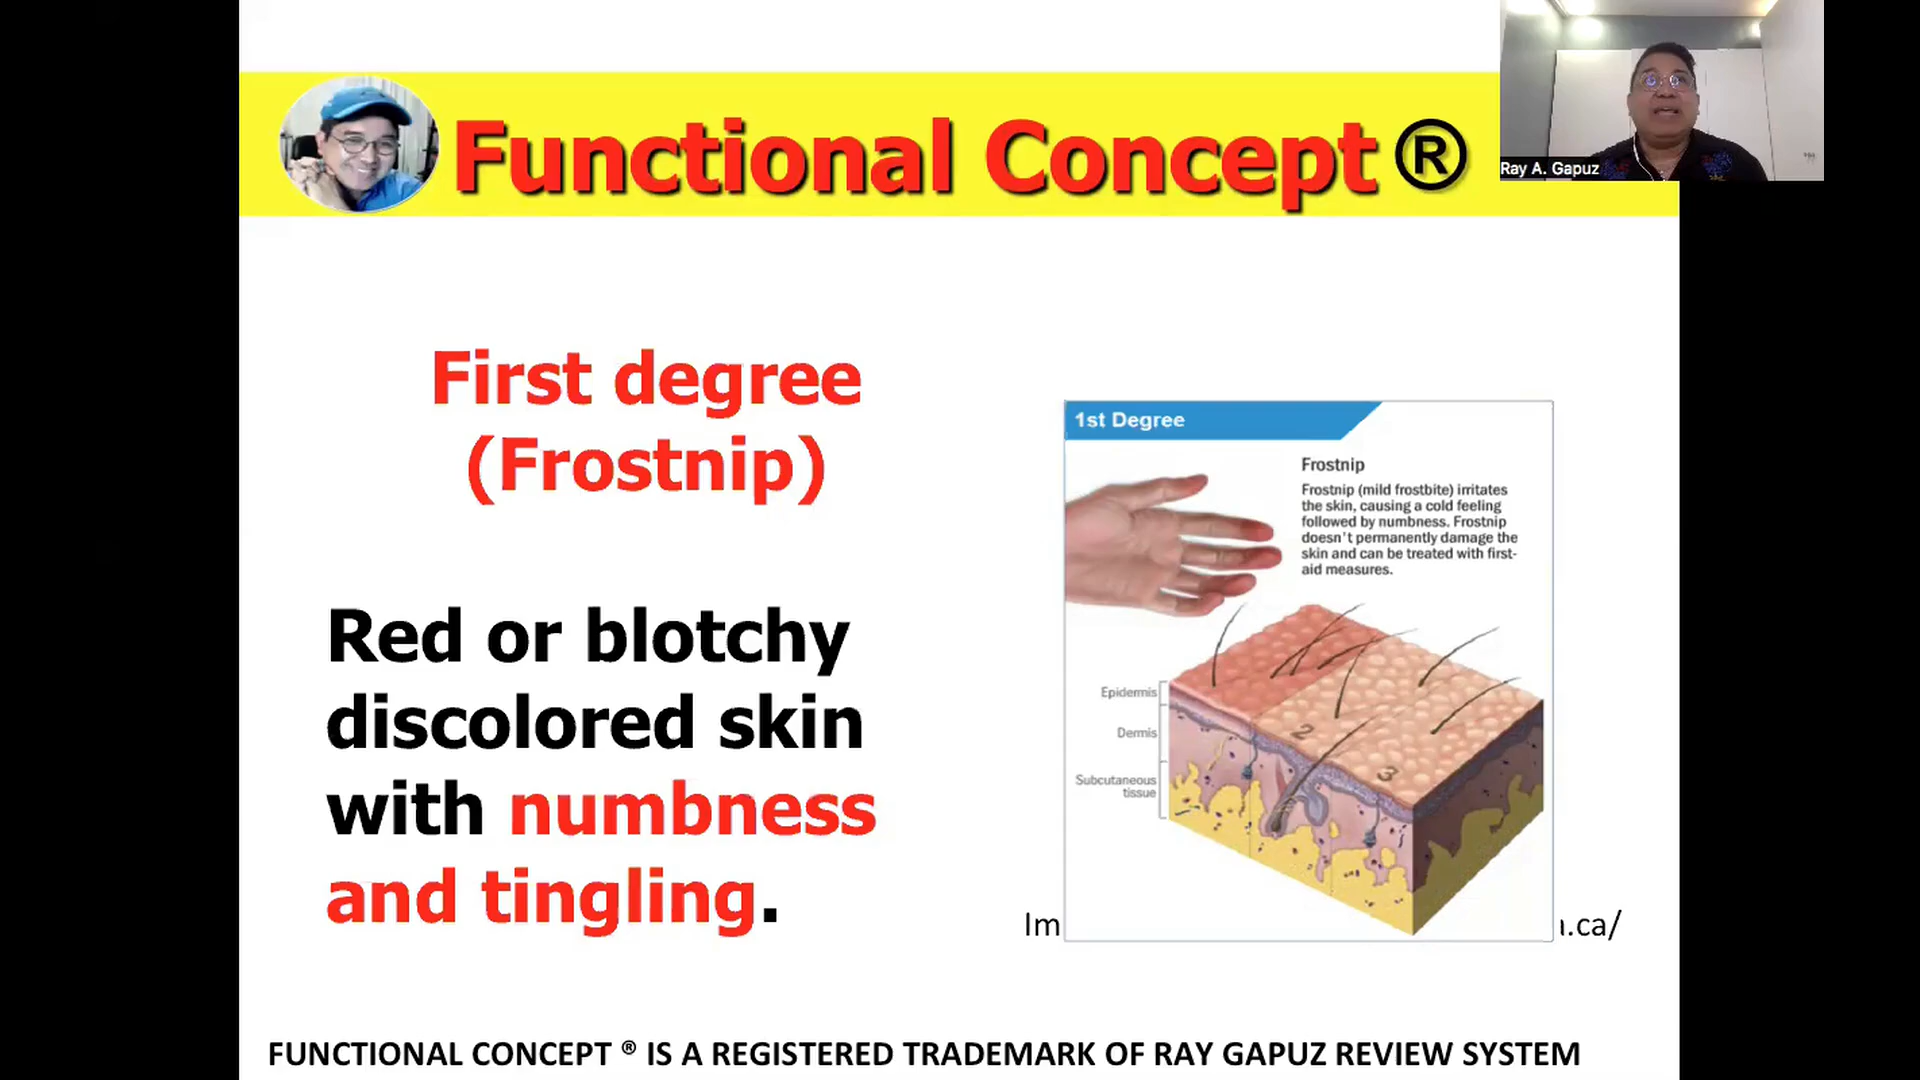 Functional Concept ®
Ray A. Gapuz
First degree
(Frostnip)
Red or blotchy
discolored skin
with numbness
and tingling.
1st Degree
Frostnip
Frostnip (mild frostbite) irritates
the skin, causing a cold feeling
followed by numbness. Frostnip
doesn't permanently damage the
skin and can be treated with first-
aid measures.
Epidermis
Dermis
Subcutaneous
tissue
2
3
Im
.ca/
FUNCTIONAL CONCEPT ® IS A REGISTERED TRADEMARK OF RAY GAPUZ REVIEW SYSTEM